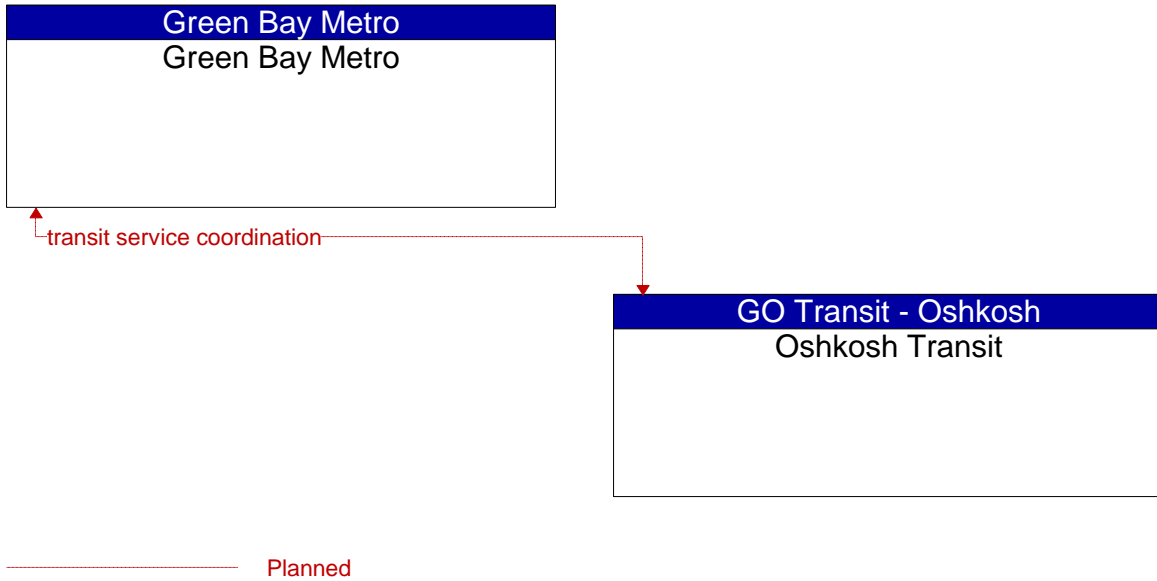 Green Bay Metro
Green Bay Metro
transit service coordination
GO Transit - Oshkosh
Oshkosh Transit
Planned